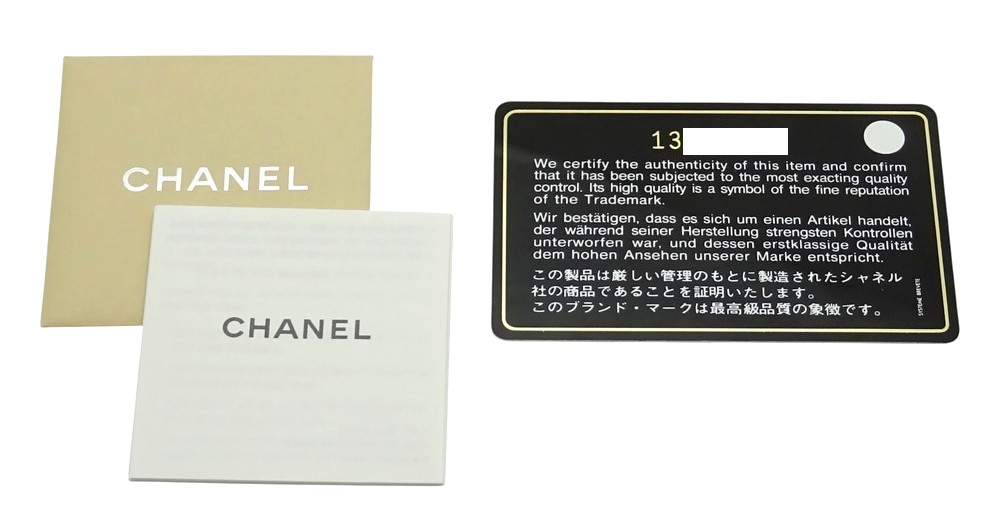 CHANEL
CHANEL
13
We certify the authenticity of this item and confirm
that it has been subjected to the most exacting quality
control. Its high quality is a symbol of the fine reputation
of the Trademark.
Wir bestätigen, dass es sich um einen Artikel handelt,
der während seiner Herstellung strengsten Kontrollen
unterworfen war, und dessen erstklassige Qualität
dem hohen Ansehen unserer Marke entspricht.
この製品は厳しい管理のもとに製造されたシャネル
社の商品であることを証明いたします。
このブランド・マークは最高級品質の象徴です。
SYSTEME BREVETE